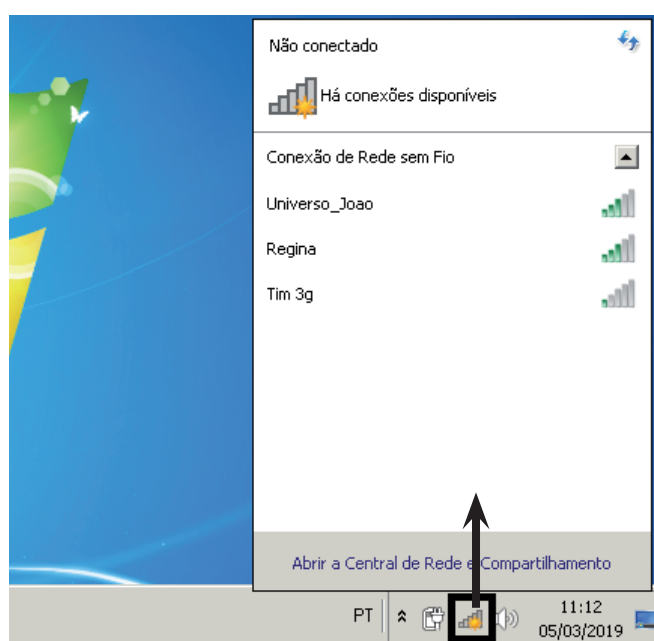 Não conectado
Há conexões disponíveis
Conexão de Rede sem Fio
Universo_Joao
Regina
Tim 3g
Abrir a Central de Rede e Compartilhamento
PT
11:12
05/03/2019